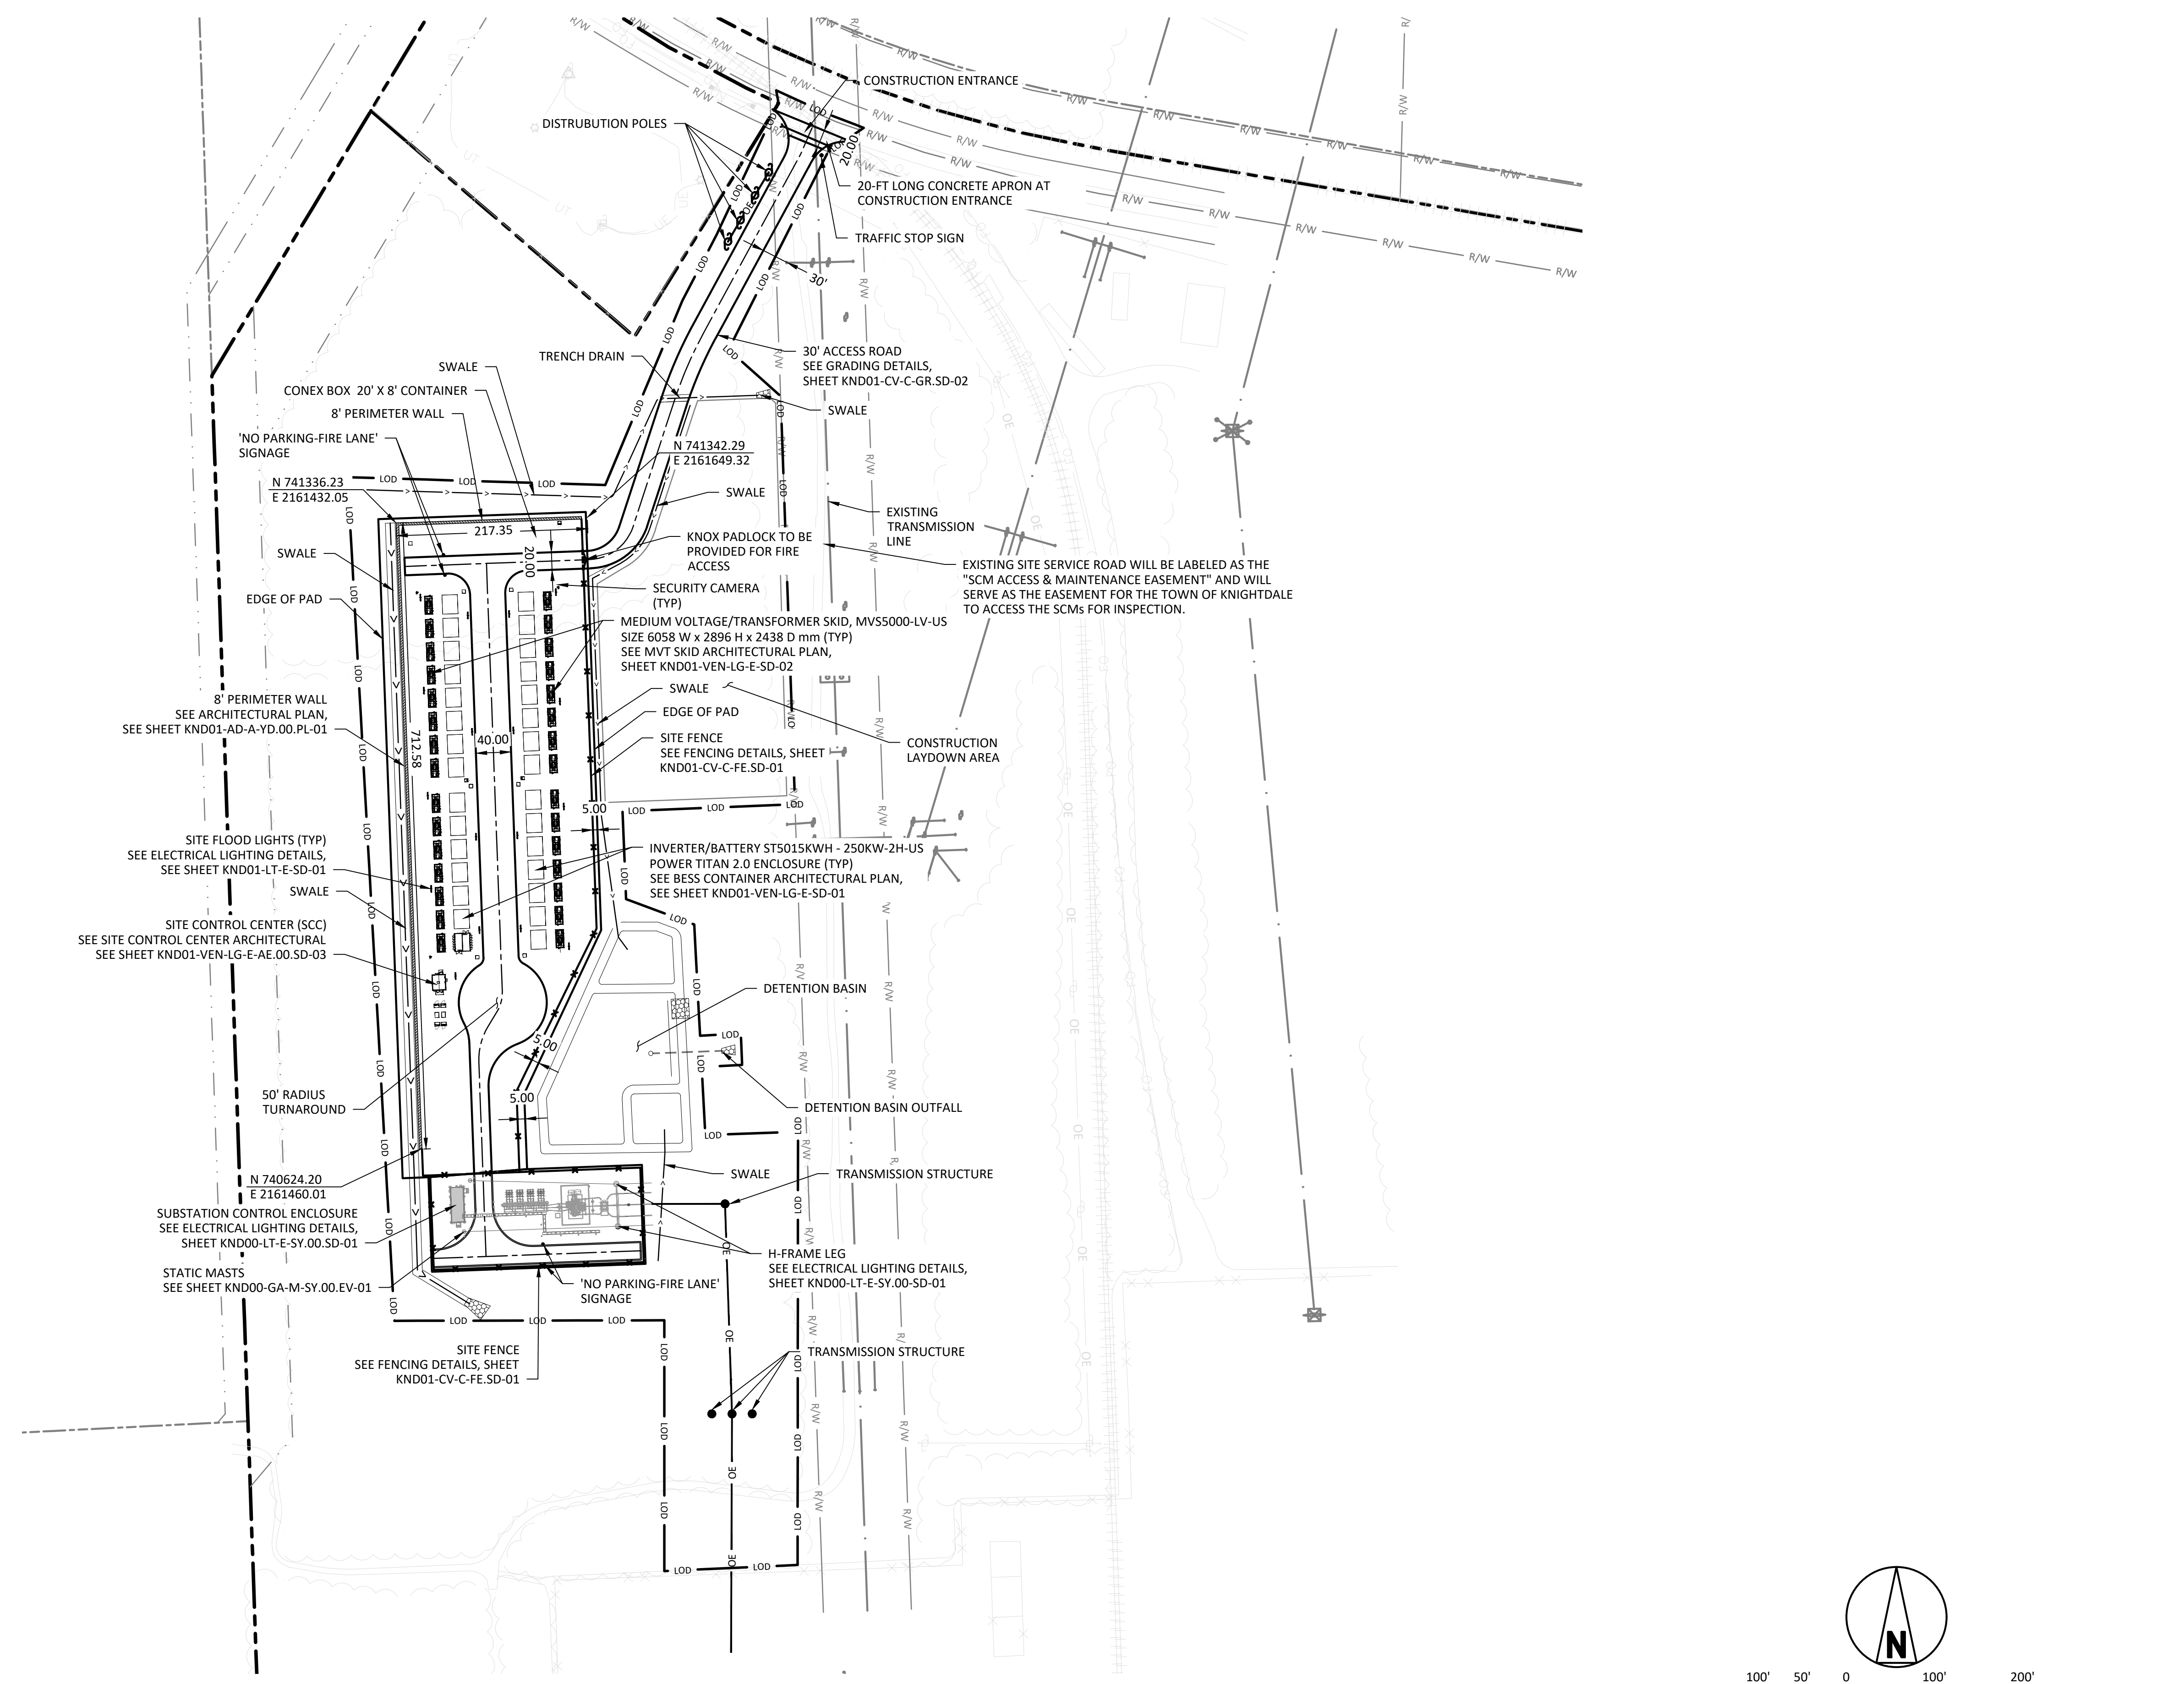 CONSTRUCTION ENTRANCE
DISTRUBUTION POLES
20.00
20-FT LONG CONCRETE APRON AT
CONSTRUCTION ENTRANCE
TRAFFIC STOP SIGN
30'
TRENCH DRAIN
30' ACCESS ROAD
SEE GRADING DETAILS,
SHEET KND01-CV-C-GR.SD-02
SWALE
CONEX BOX 20' X 8' CONTAINER
8' PERIMETER WALL
SWALE
'NO PARKING-FIRE LANE'
SIGNAGE
N 741342.29
E 2161649.32
N 741336.23
E 2161432.05
SWALE
217.35
20.00
EXISTING
TRANSMISSION
LINE
KNOX PADLOCK TO BE
PROVIDED FOR FIRE
ACCESS
SWALE
EXISTING SITE SERVICE ROAD WILL BE LABELED AS THE
"SCM ACCESS & MAINTENANCE EASEMENT" AND WILL
SERVE AS THE EASEMENT FOR THE TOWN OF KNIGHTDALE
TO ACCESS THE SCMs FOR INSPECTION.
EDGE OF PAD
SECURITY CAMERA
(TYP)
MEDIUM VOLTAGE/TRANSFORMER SKID, MVS5000-LV-US
SIZE 6058 W x 2896 H x 2438 D mm (TYP)
SEE MVT SKID ARCHITECTURAL PLAN,
SHEET KND01-VEN-LG-E-SD-02
8' PERIMETER WALL
SEE ARCHITECTURAL PLAN,
SEE SHEET KND01-AD-A-YD.00.PL-01
SWALE
EDGE OF PAD
712.58
40.00
SITE FENCE
SEE FENCING DETAILS, SHEET
KND01-CV-C-FE.SD-01
CONSTRUCTION
LAYDOWN AREA
5.00
SITE FLOOD LIGHTS (TYP)
SEE ELECTRICAL LIGHTING DETAILS,
SEE SHEET KND01-LT-E-SD-01
INVERTER/BATTERY ST5015KWH - 250KW-2H-US
POWER TITAN 2.0 ENCLOSURE (TYP)
SEE BESS CONTAINER ARCHITECTURAL PLAN,
SEE SHEET KND01-VEN-LG-E-SD-01
SWALE
SITE CONTROL CENTER (SCC)
SEE SITE CONTROL CENTER ARCHITECTURAL
SEE SHEET KND01-VEN-LG-E-AE.00.SD-03
DETENTION BASIN
5.00
50' RADIUS
TURNAROUND
5.00
DETENTION BASIN OUTFALL
N 740624.20
E 2161460.01
SWALE
TRANSMISSION STRUCTURE
SUBSTATION CONTROL ENCLOSURE
SEE ELECTRICAL LIGHTING DETAILS,
SHEET KND00-LT-E-SY.00.SD-01
H-FRAME LEG
SEE ELECTRICAL LIGHTING DETAILS,
SHEET KND00-LT-E-SY.00-SD-01
STATIC MASTS
SEE SHEET KND00-GA-M-SY.00.EV-01
'NO PARKING-FIRE LANE'
SIGNAGE
SITE FENCE
SEE FENCING DETAILS, SHEET
KND01-CV-C-FE.SD-01
TRANSMISSION STRUCTURE
LOD
R/W
OE
UT
N
100' 50' 0 100' 200'